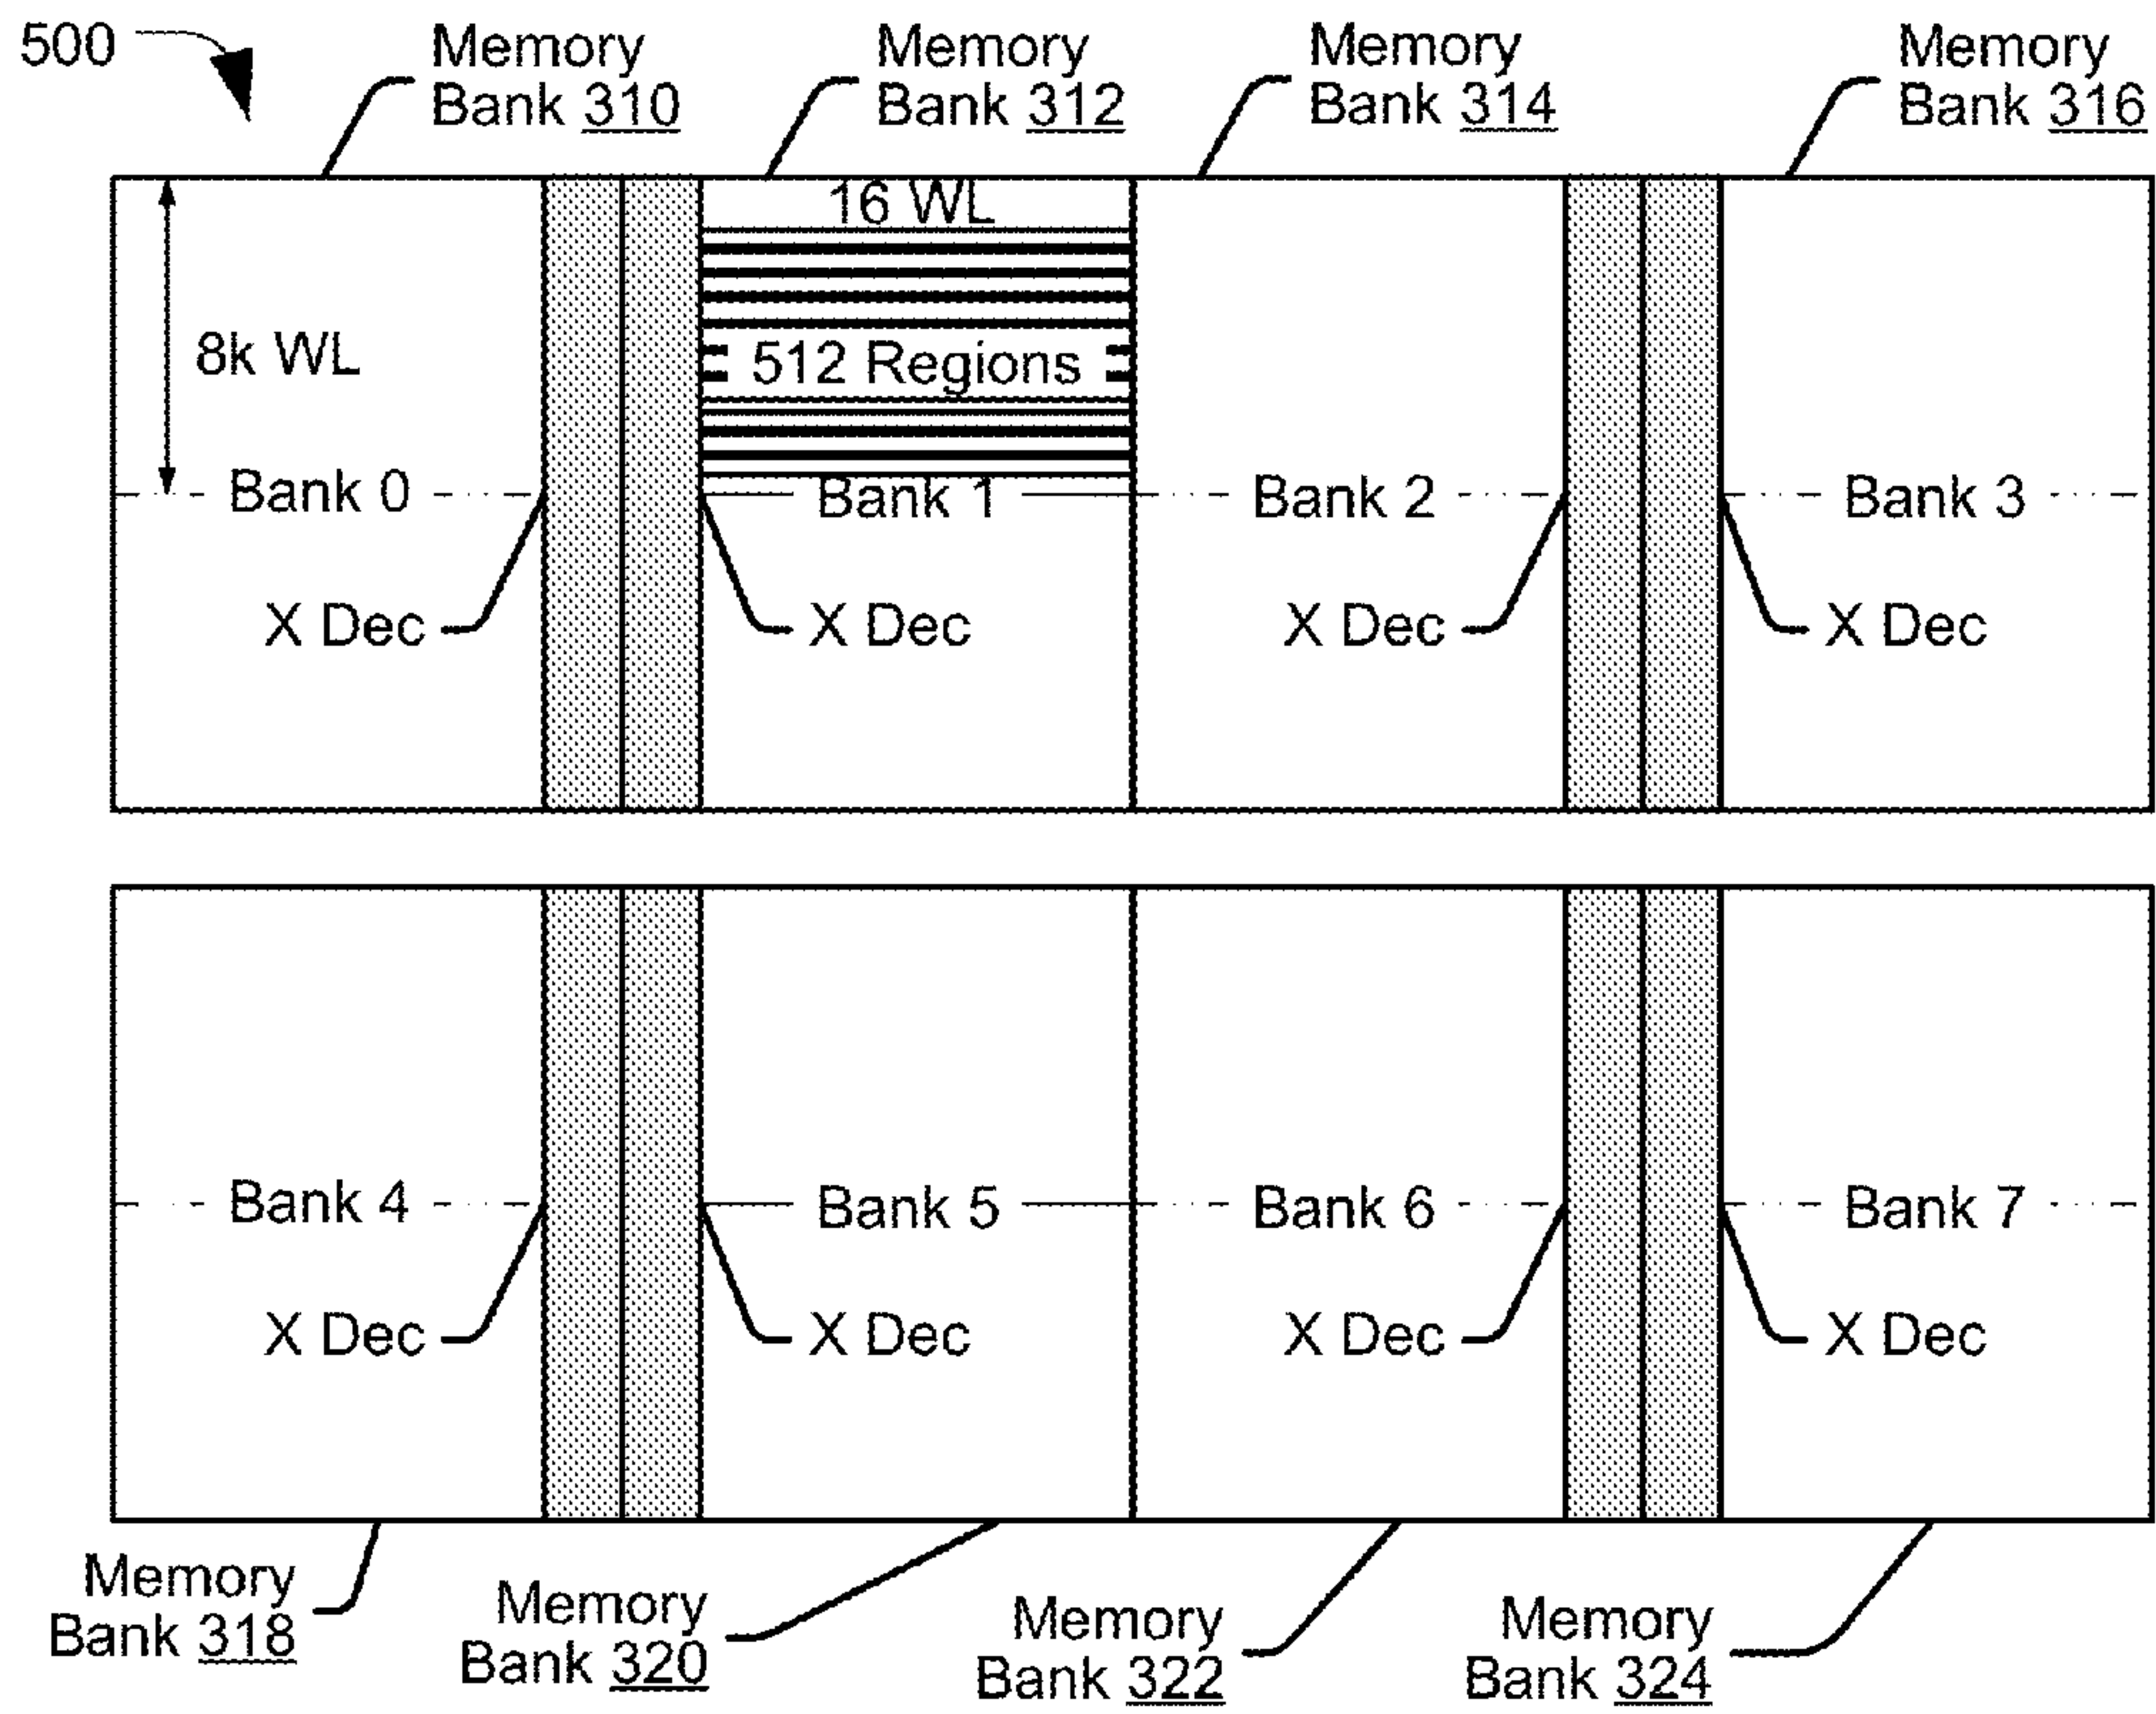 500
Memory
Bank 310
Memory
Bank 312
Memory
Bank 314
Memory
Bank 316
16 WL
8k WL
512 Regions
Bank 0
Bank 1
Bank 2
Bank 3
X Dec
X Dec
X Dec
X Dec
Bank 4
Bank 5
Bank 6
Bank 7
X Dec
X Dec
X Dec
X Dec
Memory
Bank 318
Memory
Bank 320
Memory
Bank 322
Memory
Bank 324